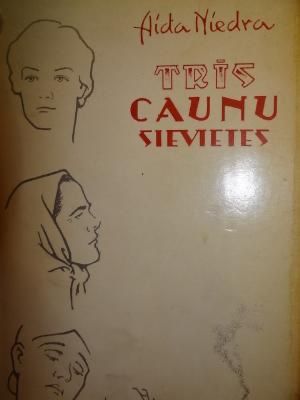 Aida Niedra
TRĪS
CAUNU
SIEVIETES